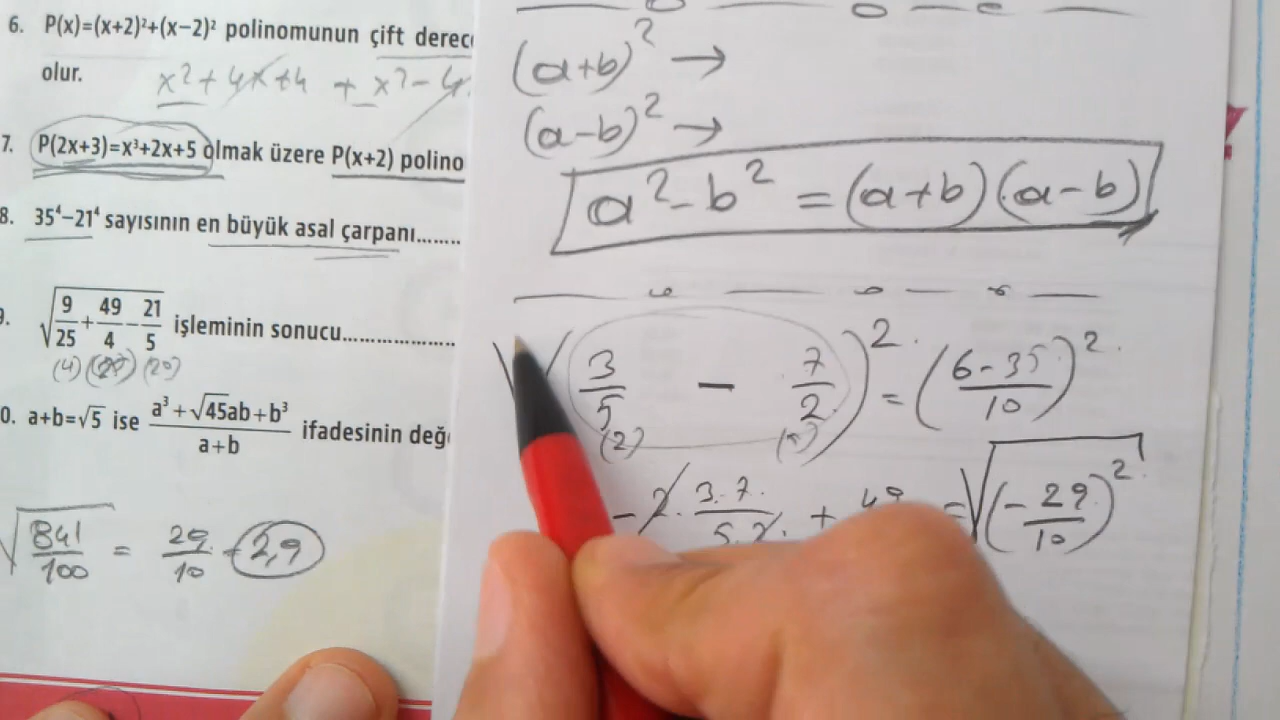 6. P(x)=(x+2)²+(x−2)² polinomunun çift derec
olur.
x²+4x+4 + x²-4
7. P(2x+3)=x³+2x+5 olmak üzere P(x+2) polino
8. 35⁴−21⁴ sayısının en büyük asal çarpanı........
√(9/25 + 49/4 − 21/5) işleminin sonucu....................
(4) (20)
0. a+b=√5 ise (a³+√45ab+b³)/(a+b) ifadesinin değ
√(841/100) = 29/10 = 2,9
(a+b)² →
(a-b)² →
a²-b² = (a+b)(a-b)
√(3/5 - 7/2)² = ((6-35)/10)²
(2)
- 2. 3.7./5.2. + 49 = √(-29/10)²